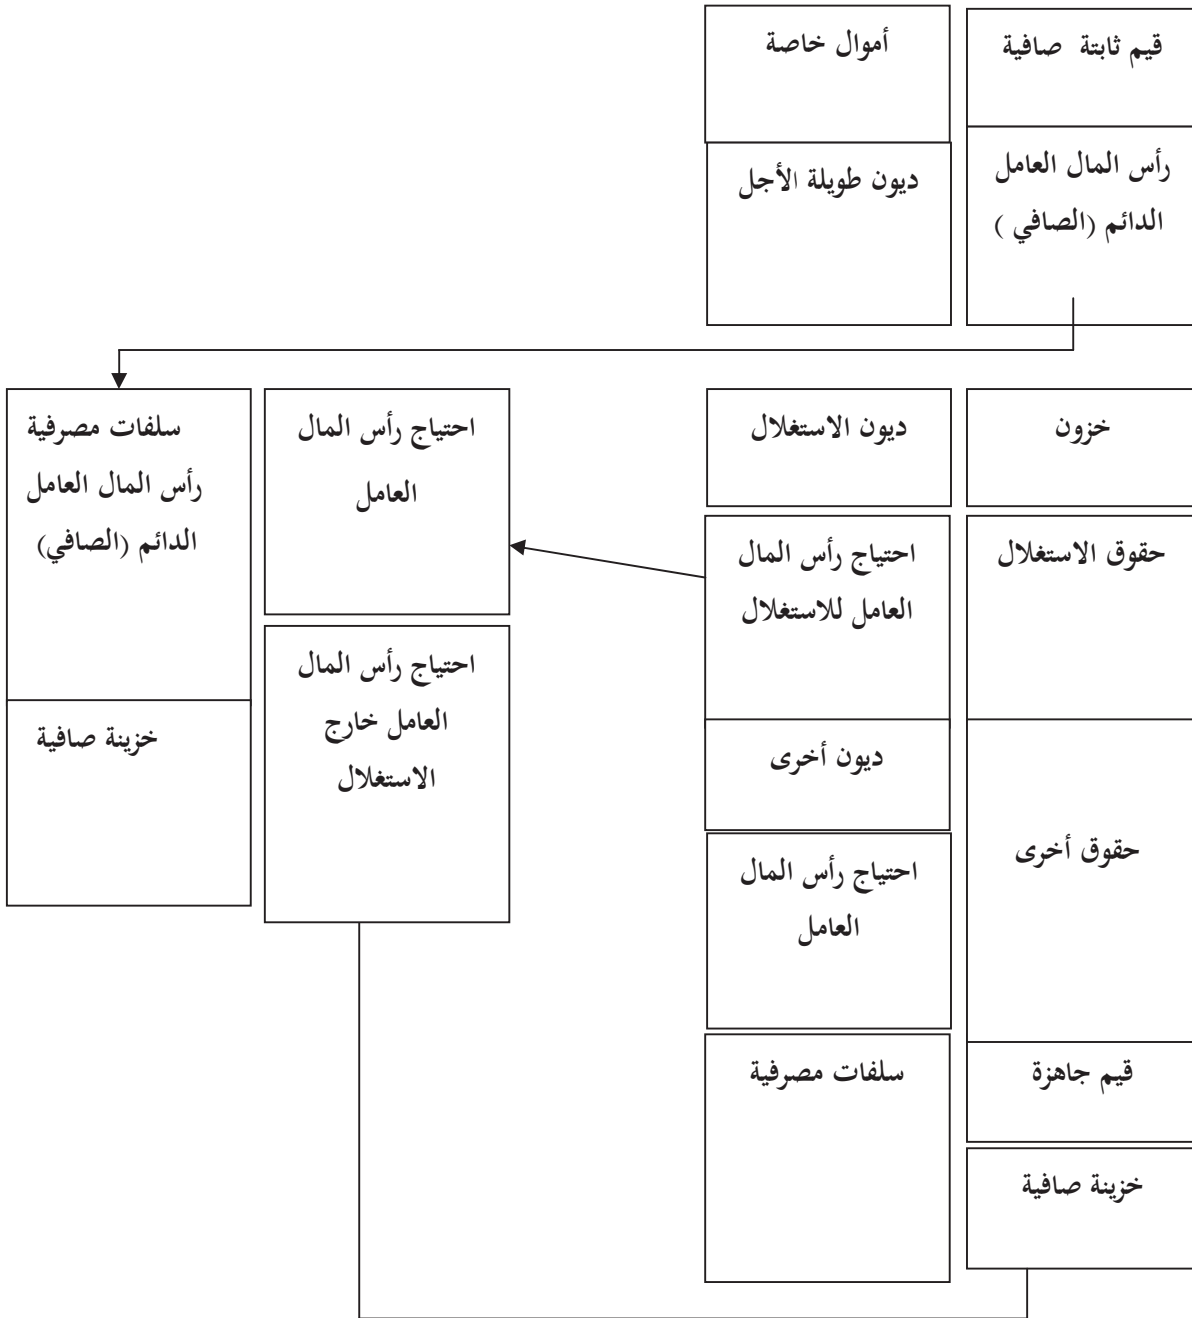 قيم ثابتة صافية
أموال خاصة
رأس المال العامل
الدائم (الصافي )
ديون طويلة الأجل
خزون
ديون الاستغلال
احتياج رأس المال
العامل
سلفات مصرفية
رأس المال العامل
الدائم (الصافي)
حقوق الاستغلال
احتياج رأس المال
العامل للاستغلال
احتياج رأس المال
العامل خارج
الاستغلال
خزينة صافية
ديون أخرى
حقوق أخرى
احتياج رأس المال
العامل
قيم جاهزة
سلفات مصرفية
خزينة صافية